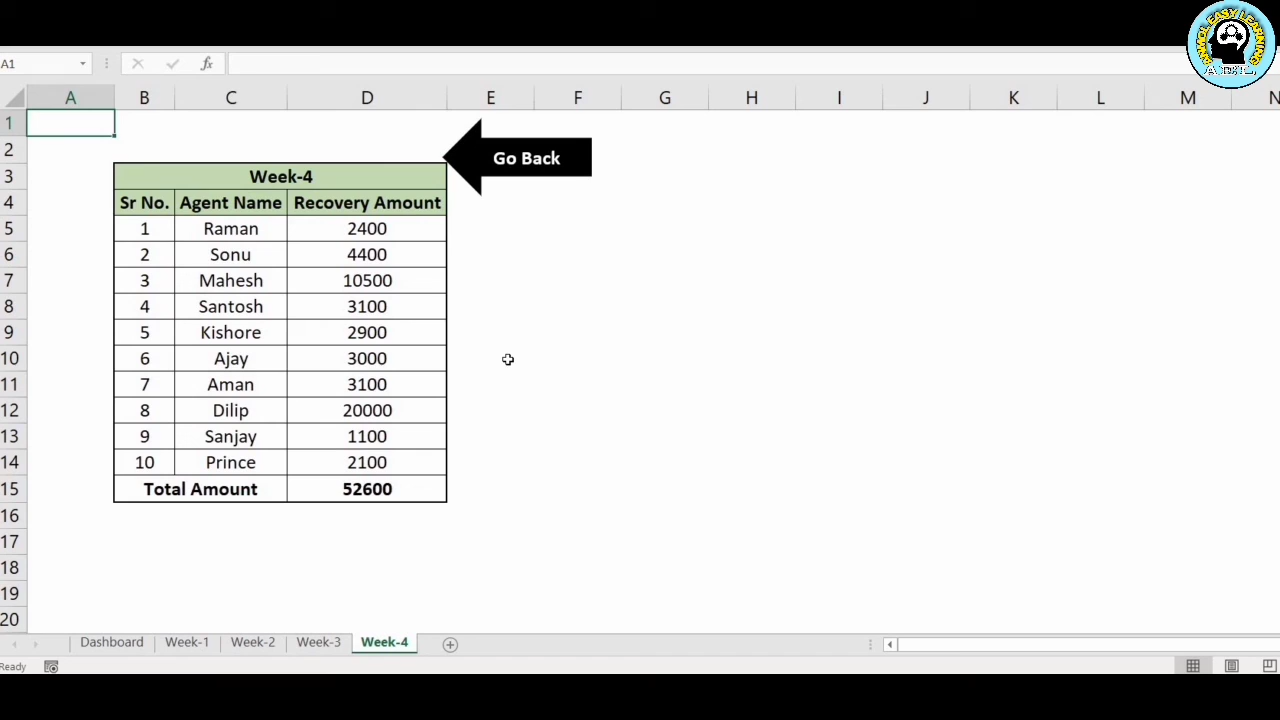 A1
fx
A B C D E F G H I J K L M N
1
2
Go Back
3 Week-4
4 Sr No. Agent Name Recovery Amount
5 1 Raman 2400
6 2 Sonu 4400
7 3 Mahesh 10500
8 4 Santosh 3100
9 5 Kishore 2900
10 6 Ajay 3000
11 7 Aman 3100
12 8 Dilip 20000
13 9 Sanjay 1100
14 10 Prince 2100
15 Total Amount 52600
16
17
18
19
20
Dashboard Week-1 Week-2 Week-3 Week-4
Ready
EASY LEARNING